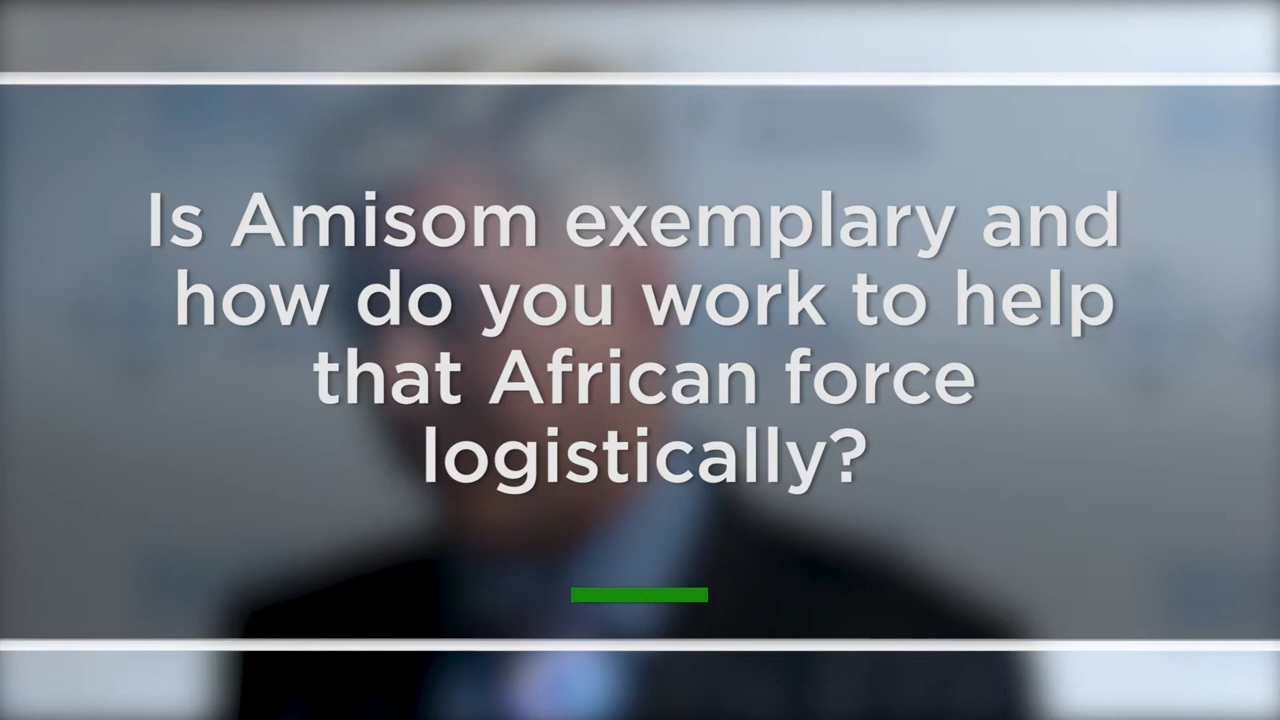 Is Amisom exemplary and
how do you work to help
that African force
logistically?